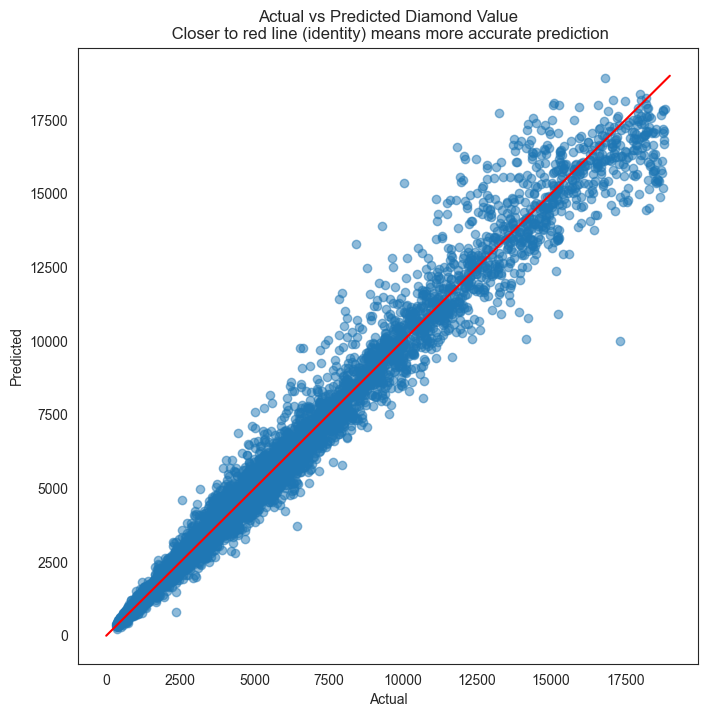 Actual vs Predicted Diamond Value
Closer to red line (identity) means more accurate prediction
Predicted
17500
15000
12500
10000
7500
5000
2500
0
0 2500 5000 7500 10000 12500 15000 17500
Actual